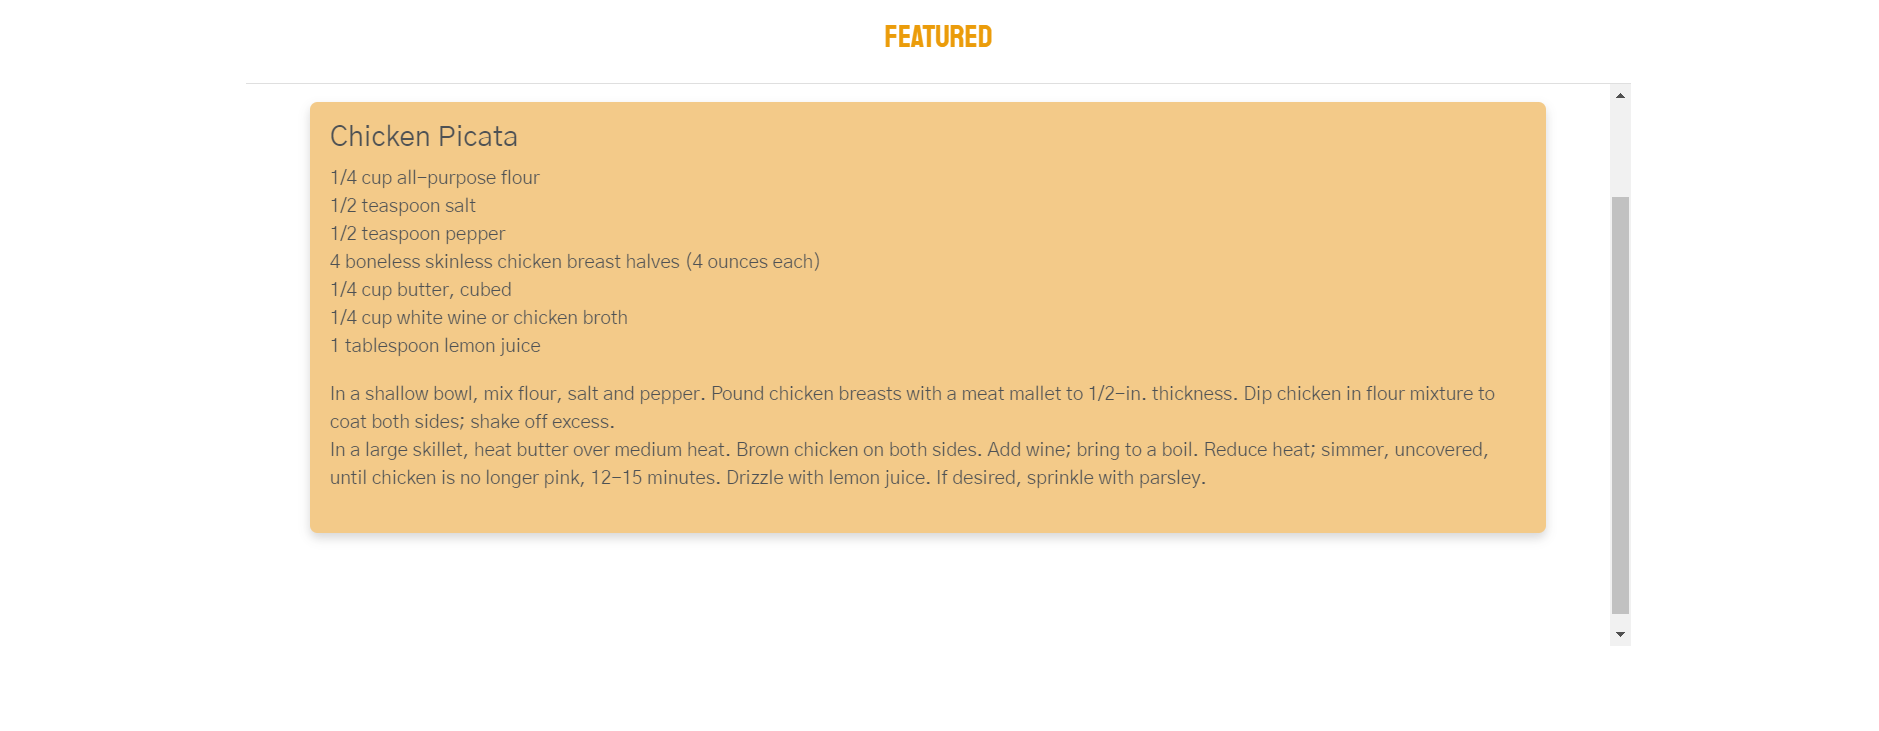 FEATURED
Chicken Picata
1/4 cup all-purpose flour
1/2 teaspoon salt
1/2 teaspoon pepper
4 boneless skinless chicken breast halves (4 ounces each)
1/4 cup butter, cubed
1/4 cup white wine or chicken broth
1 tablespoon lemon juice
In a shallow bowl, mix flour, salt and pepper. Pound chicken breasts with a meat mallet to 1/2-in. thickness. Dip chicken in flour mixture to
coat both sides; shake off excess.
In a large skillet, heat butter over medium heat. Brown chicken on both sides. Add wine; bring to a boil. Reduce heat; simmer, uncovered,
until chicken is no longer pink, 12-15 minutes. Drizzle with lemon juice. If desired, sprinkle with parsley.